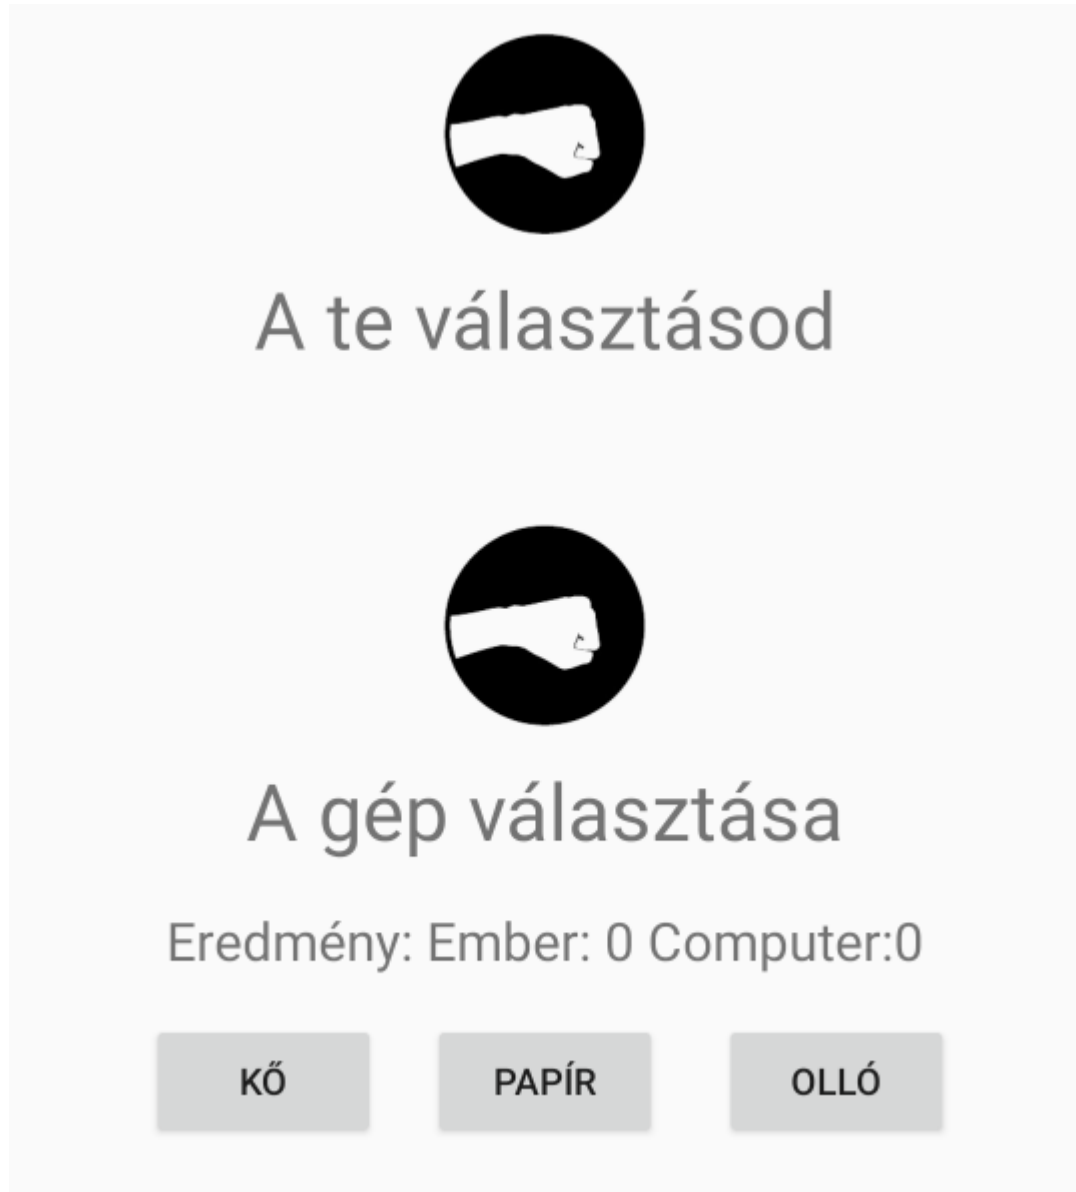 A te választásod
A gép választása
Eredmény: Ember: 0 Computer:0
KŐ
PAPÍR
OLLÓ